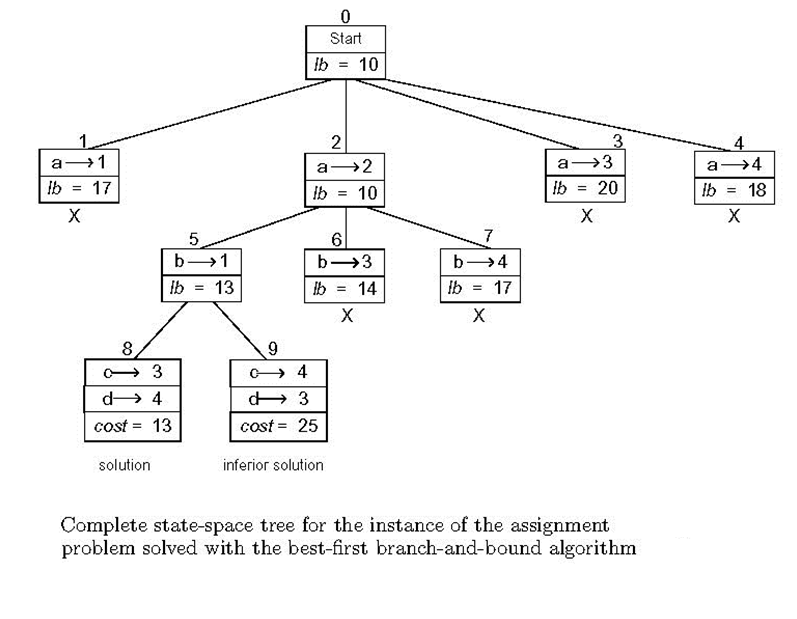 0
Start
lb = 10
1 2 3 4
a→1 a→2 a→3 a→4
lb = 17 lb = 10 lb = 20 lb = 18
X X X
5 6 7
b→1 b→3 b→4
lb = 13 lb = 14 lb = 17
X X
8 9
c→ 3 c→ 4
d→ 4 d→ 3
cost = 13 cost = 25
solution inferior solution
Complete state-space tree for the instance of the assignment
problem solved with the best-first branch-and-bound algorithm